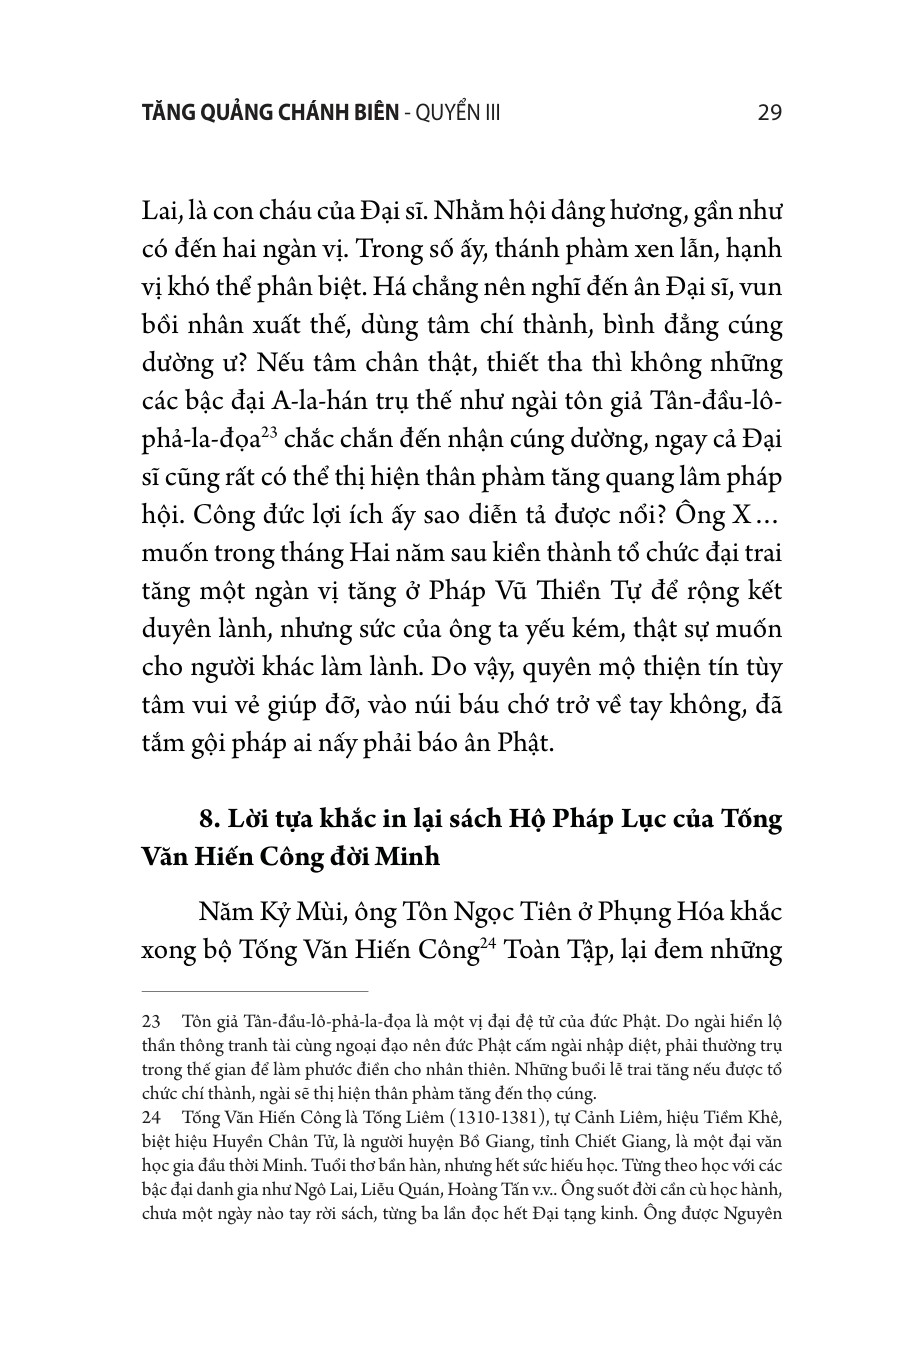 TĂNG QUẢNG CHÁNH BIÊN - QUYỂN III 29
Lai, là con cháu của Đại sĩ. Nhằm hội dâng hương, gần như
có đến hai ngàn vị. Trong số ấy, thánh phàm xen lẫn, hạnh
vị khó thể phân biệt. Há chẳng nên nghĩ đến ân Đại sĩ, vun
bồi nhân xuất thế, dùng tâm chí thành, bình đẳng cúng
dường ư? Nếu tâm chân thật, thiết tha thì không những
các bậc đại A-la-hán trụ thế như ngài tôn giả Tân-đầu-lô-
phả-la-đọa23 chắc chắn đến nhận cúng dường, ngay cả Đại
sĩ cũng rất có thể thị hiện thân phàm tăng quang lâm pháp
hội. Công đức lợi ích ấy sao diễn tả được nổi? Ông X…
muốn trong tháng Hai năm sau kiền thành tổ chức đại trai
tăng một ngàn vị tăng ở Pháp Vũ Thiền Tự để rộng kết
duyên lành, nhưng sức của ông ta yếu kém, thật sự muốn
cho người khác làm lành. Do vậy, quyên mộ thiện tín tùy
tâm vui vẻ giúp đỡ, vào núi báu chớ trở về tay không, đã
tắm gội pháp ai nấy phải báo ân Phật.
8. Lời tựa khắc in lại sách Hộ Pháp Lục của Tống
Văn Hiến Công đời Minh
Năm Kỷ Mùi, ông Tôn Ngọc Tiên ở Phụng Hóa khắc
xong bộ Tống Văn Hiến Công24 Toàn Tập, lại đem những
23 Tôn giả Tân-đầu-lô-phả-la-đọa là một vị đại đệ tử của đức Phật. Do ngài hiển lộ
thần thông tranh tài cùng ngoại đạo nên đức Phật cấm ngài nhập diệt, phải thường trụ
trong thế gian để làm phước điền cho nhân thiên. Những buổi lễ trai tăng nếu được tổ
chức chí thành, ngài sẽ thị hiện thân phàm tăng đến thọ cúng.
24 Tống Văn Hiến Công là Tống Liêm (1310-1381), tự Cảnh Liêm, hiệu Tiềm Khê,
biệt hiệu Huyền Chân Tử, là người huyện Bồ Giang, tỉnh Chiết Giang, là một đại văn
học gia đầu thời Minh. Tuổi thơ bần hàn, nhưng hết sức hiếu học. Từng theo học với các
bậc đại danh gia như Ngô Lai, Liễu Quán, Hoàng Tấn v.v.. Ông suốt đời cần cù học hành,
chưa một ngày nào tay rời sách, từng ba lần đọc hết Đại tạng kinh. Ông được Nguyên